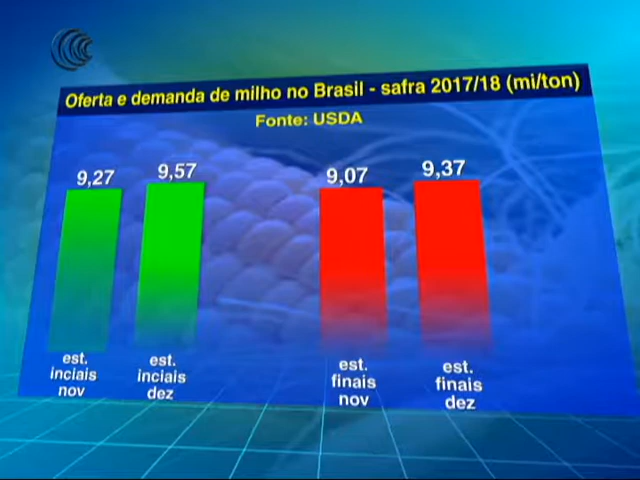 Oferta e demanda de milho no Brasil - safra 2017/18 (mi/ton)
Fonte: USDA
9,27
9,57
9,07
9,37
est.
inciais
nov
est.
inciais
dez
est.
finais
nov
est.
finais
dez